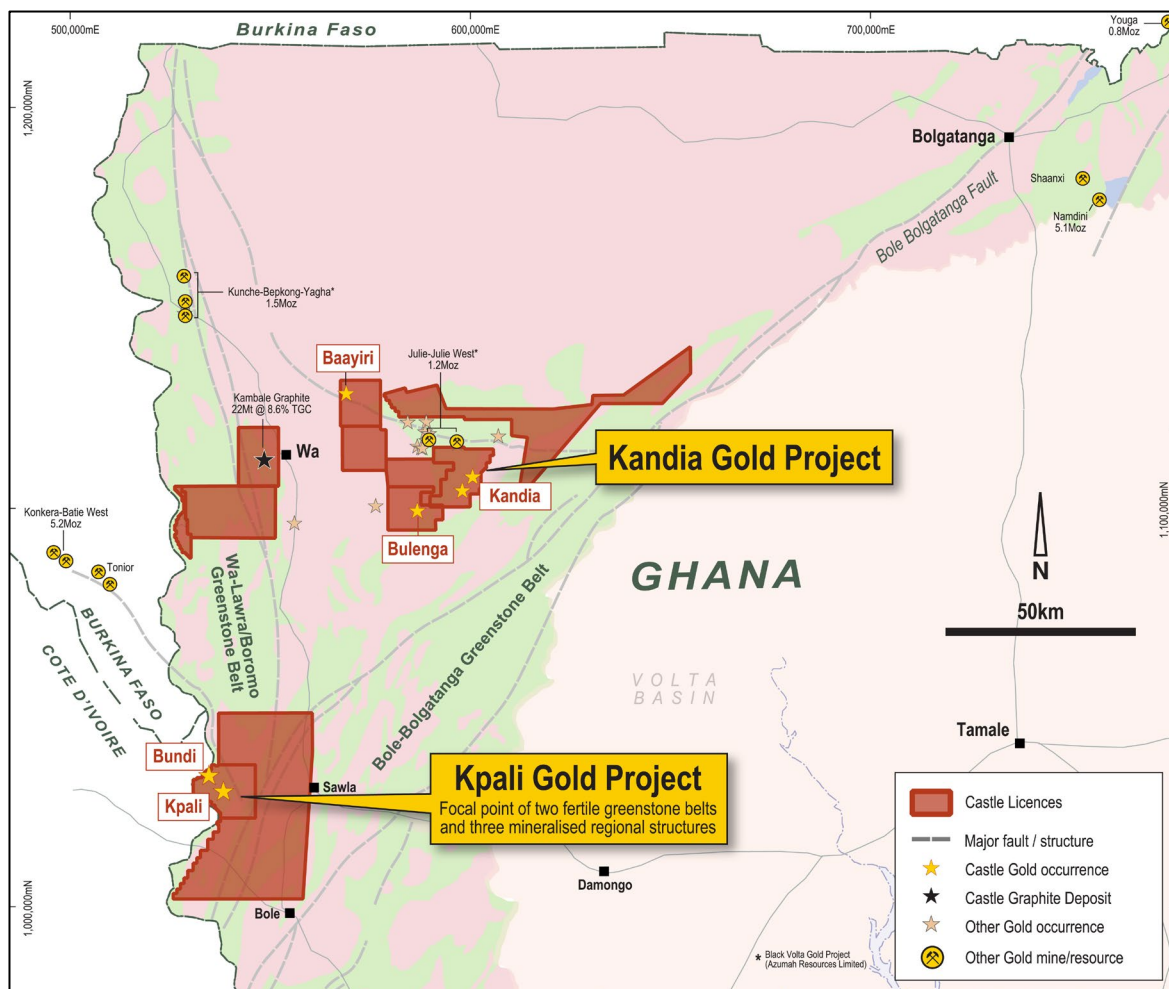 500,000mE
600,000mE
700,000mE
Burkina Faso
Youga
0.8Moz
1,200,000mN
Bolgatanga
Shaanxi
Namdini
5.1Moz
Bole Bolgatanga Fault
Kunche-Bepkong-Yagha*
1.5Moz
Baayiri
Julie-Julie West*
1.2Moz
Kambale Graphite
22Mt @ 8.6% TGC
Wa
Kandia Gold Project
Kandia
Bulenga
1,100,000mN
Konkera-Batie West
5.2Moz
Tonior
Wa-Lawra/Boromo
Greenstone Belt
GHANA
N
50km
BURKINA FASO
COTE D'IVOIRE
Bole-Bolgatanga Greenstone Belt
VOLTA
BASIN
Tamale
Bundi
Kpali
Sawla
Kpali Gold Project
Focal point of two fertile greenstone belts
and three mineralised regional structures
Damongo
Bole
1,000,000mN
Castle Licences
Major fault / structure
Castle Gold occurrence
Castle Graphite Deposit
Other Gold occurrence
Other Gold mine/resource
* Black Volta Gold Project
(Azumah Resources Limited)